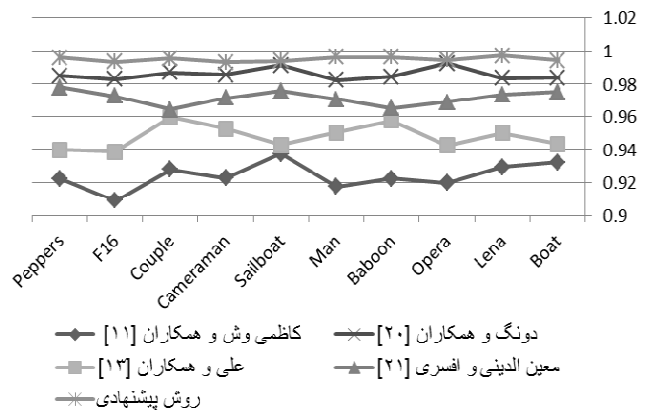 1.02
1
0.98
0.96
0.94
0.92
0.9
Peppers
F16
Couple
Cameraman
Sailboat
Man
Baboon
Opera
Lena
Boat
دونگ و همکاران [۲۰]
کاظمی وش و همکاران [۱۱]
معین الدینی و افسری [۲۱]
علی و همکاران [۱۳]
روش پیشنهادی